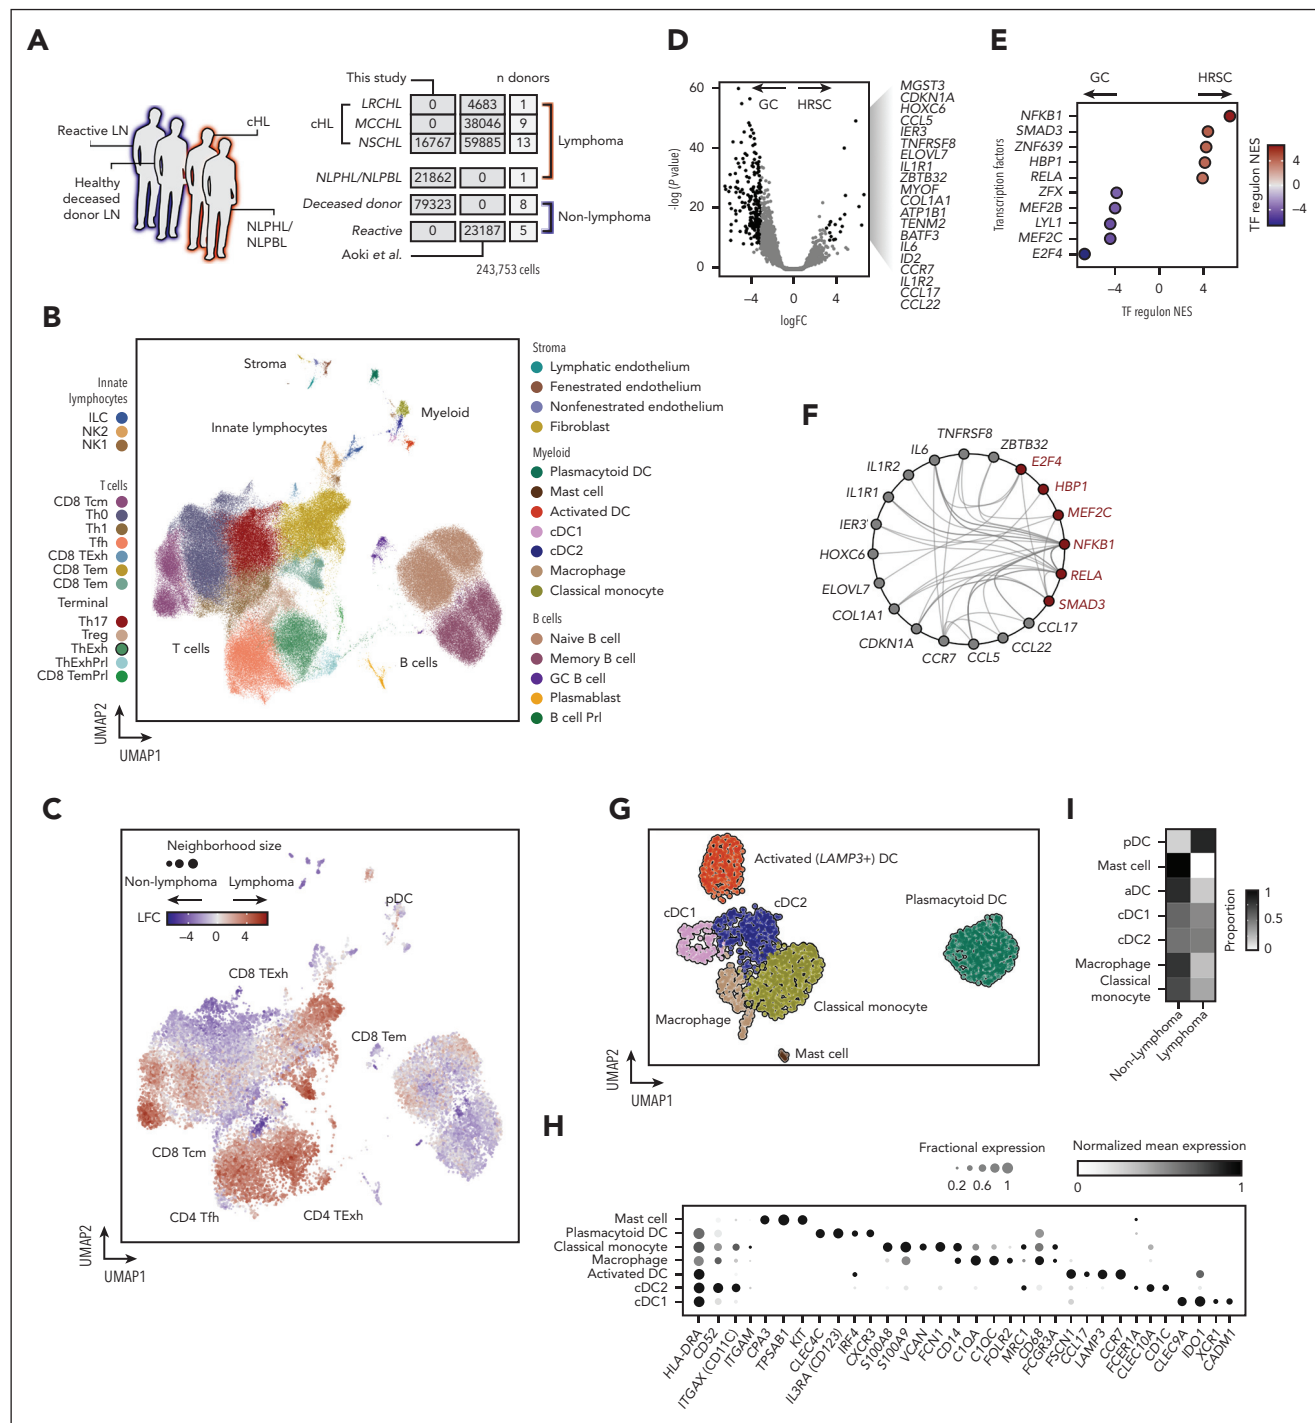 A
This study
n donors
LRCHL 0 4683 1
cHL MCCHL 0 38046 9
NSCHL 16767 59885 13
Lymphoma
NLPHL/NLPBL 21862 0 1
Deceased donor 79323 0 8
Non-lymphoma
Reactive 0 23187 5
Aoki et al.
243,753 cells
Reactive LN
cHL
Healthy
deceased
donor LN
NLPHL/
NLPBL
B
Stroma
Myeloid
Innate lymphocytes
T cells
B cells
UMAP2
UMAP1
Innate
lymphocytes
ILC
NK2
NK1
T cells
CD8 Tcm
Th0
Th1
Tfh
CD8 TExh
CD8 Tem
CD8 Tem
Terminal
Th17
Treg
ThExh
ThExhPrl
CD8 TemPrl
Stroma
Lymphatic endothelium
Fenestrated endothelium
Nonfenestrated endothelium
Fibroblast
Myeloid
Plasmacytoid DC
Mast cell
Activated DC
cDC1
cDC2
Macrophage
Classical monocyte
B cells
Naive B cell
Memory B cell
GC B cell
Plasmablast
B cell Prl
C
Neighborhood size
Non-lymphoma Lymphoma
LFC
−4 0 4
pDC
CD8 TExh
CD8 Tem
CD8 Tcm
CD4 Tfh
CD4 TExh
UMAP2
UMAP1
D
GC HRSC
60
40
20
0
-log (P value)
−4 0 4
logFC
MGST3
CDKN1A
HOXC6
CCL5
IER3
TNFRSF8
ELOVL7
IL1R1
ZBTB32
MYOF
COL1A1
ATP1B1
TENM2
BATF3
IL6
ID2
CCR7
IL1R2
CCL17
CCL22
E
GC HRSC
Transcription factors
NFKB1
SMAD3
ZNF639
HBP1
RELA
ZFX
MEF2B
LYL1
MEF2C
E2F4
−4 0 4
TF regulon NES
TF regulon NES
4
0
−4
F
TNFRSF8
ZBTB32
E2F4
HBP1
MEF2C
NFKB1
RELA
SMAD3
CCL17
CCL22
CCL5
CCR7
CDKN1A
COL1A1
ELOVL7
HOXC6
IER3
IL1R1
IL1R2
IL6
G
Activated (LAMP3+) DC
cDC1
cDC2
Plasmacytoid DC
Macrophage
Classical monocyte
Mast cell
UMAP2
UMAP1
I
pDC
Mast cell
aDC
cDC1
cDC2
Macrophage
Classical
monocyte
Non-Lymphoma
Lymphoma
Proportion
1
0.5
0
H
Fractional expression
0.2 0.6 1
Normalized mean expression
0 1
Mast cell
Plasmacytoid DC
Classical monocyte
Macrophage
Activated DC
cDC2
cDC1
HLA-DRA
CD52
ITGAX (CD11C)
ITGAM
CPA3
TPSAB1
KIT
CLEC4C
IL3RA (CD123)
IRF4
CXCR3
S100A8
S100A9
VCAN
FCN1
CD14
C1QA
C1QC
FOLR2
MRC1
CD68
FCGR3A
FSCN1
CCL17
LAMP3
CCR7
FCER1A
CLEC10A
CD1C
CLEC9A
IDO1
XCR1
CADM1